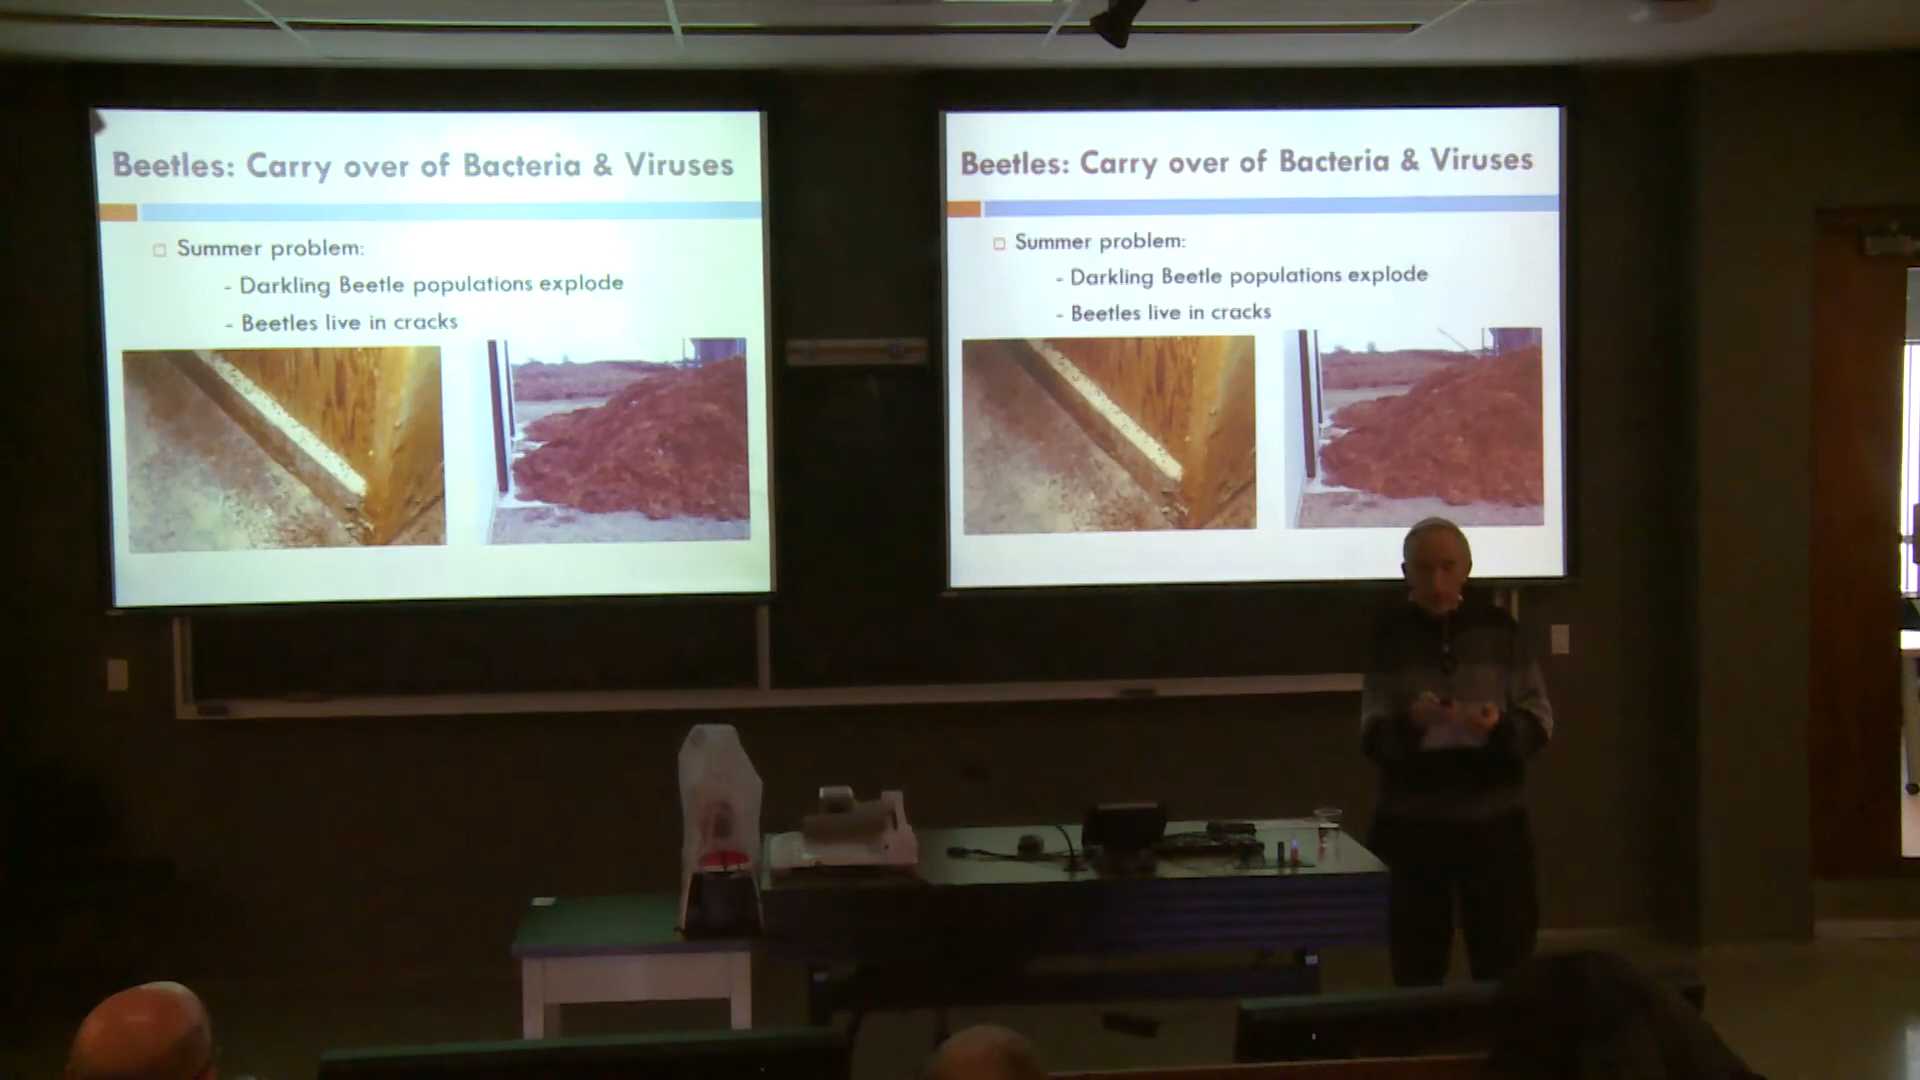 Beetles: Carry over of Bacteria & Viruses
Summer problem:
- Darkling Beetle populations explode
- Beetles live in cracks
Beetles: Carry over of Bacteria & Viruses
Summer problem:
- Darkling Beetle populations explode
- Beetles live in cracks